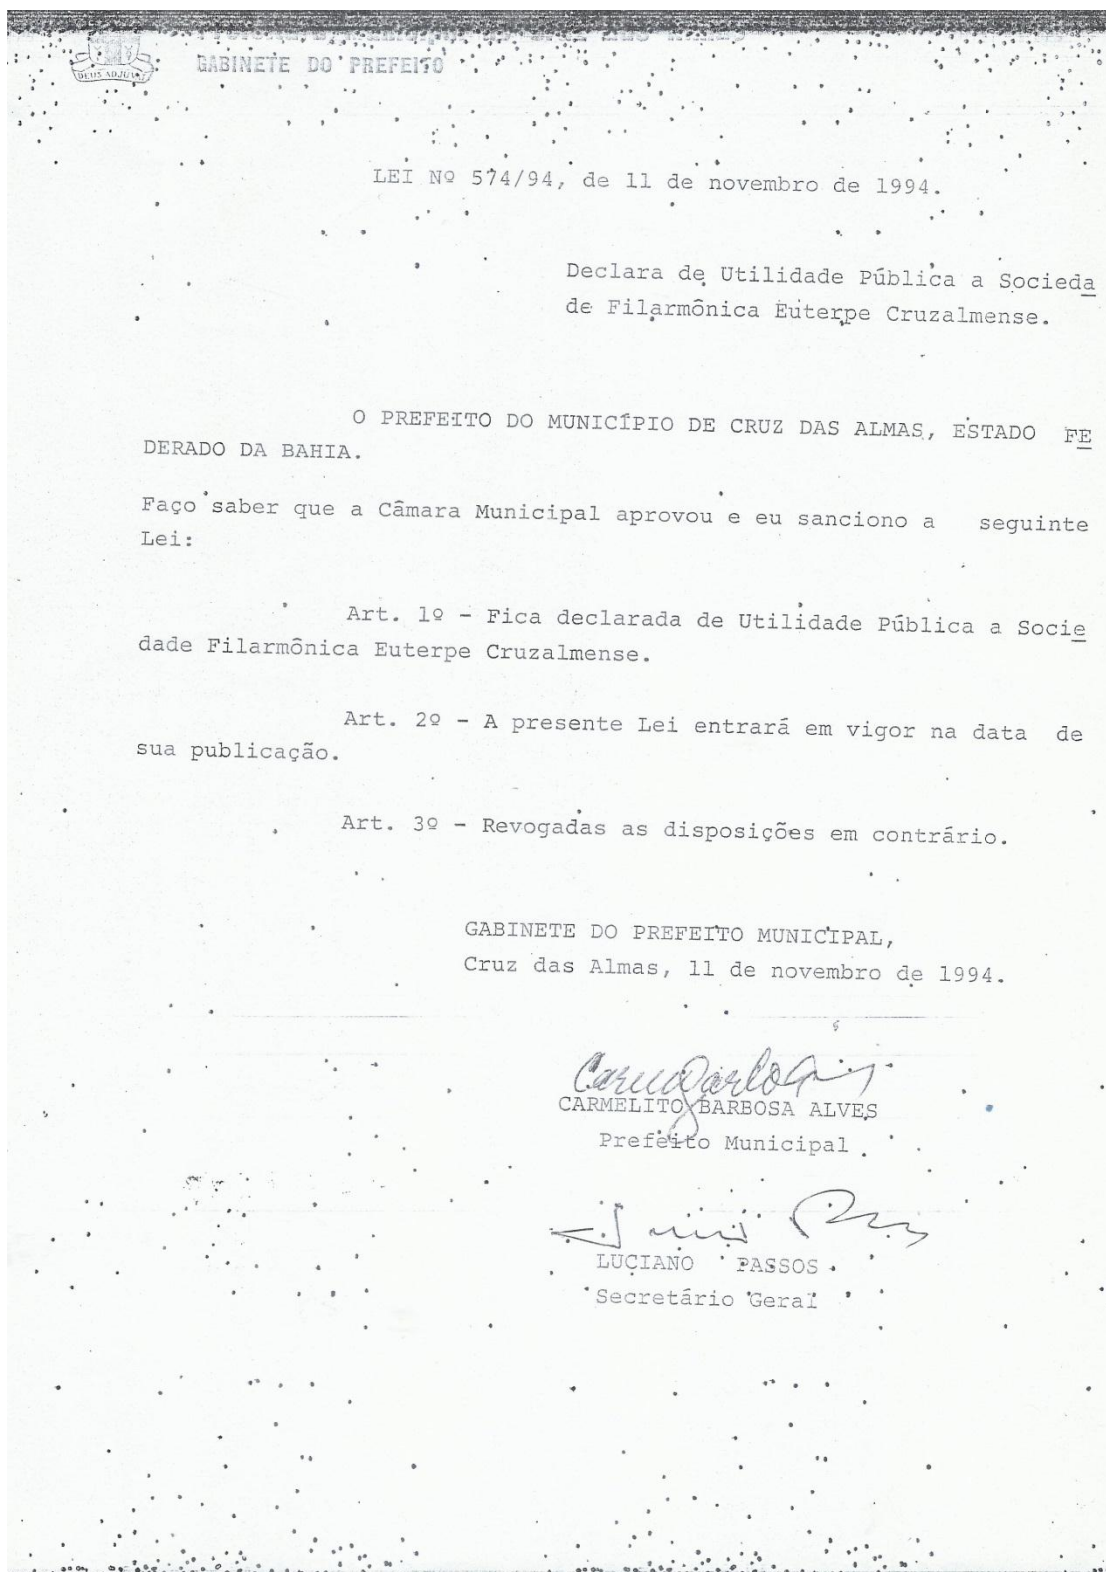 DEUS ADJUVAT
GABINETE DO PREFEITO
LEI Nº 574/94, de 11 de novembro de 1994.
Declara de Utilidade Pública a Socieda
de Filarmônica Euterpe Cruzalmense.
O PREFEITO DO MUNICÍPIO DE CRUZ DAS ALMAS, ESTADO FE
DERADO DA BAHIA.
Faço saber que a Câmara Municipal aprovou e eu sanciono a seguinte
Lei:
Art. 1º - Fica declarada de Utilidade Pública a Socie
dade Filarmônica Euterpe Cruzalmense.
Art. 2º - A presente Lei entrará em vigor na data de
sua publicação.
Art. 3º - Revogadas as disposições em contrário.
GABINETE DO PREFEITO MUNICIPAL,
Cruz das Almas, 11 de novembro de 1994.
CARMELITO BARBOSA ALVES
Prefeito Municipal
LUCIANO PASSOS
Secretário Geral